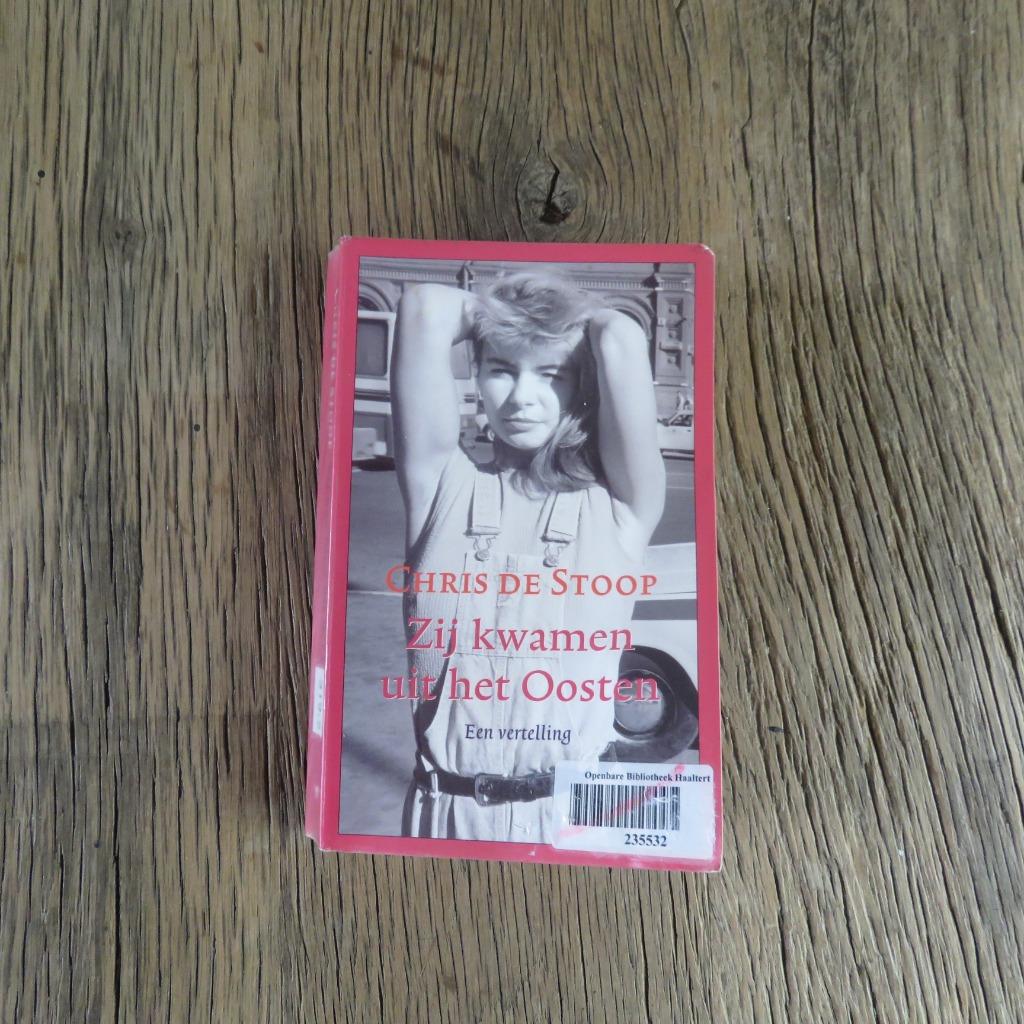 CHRIS DE STOOP
Zij kwamen
uit het Oosten
Een vertelling
Openbare Bibliotheek Haaltert
235532